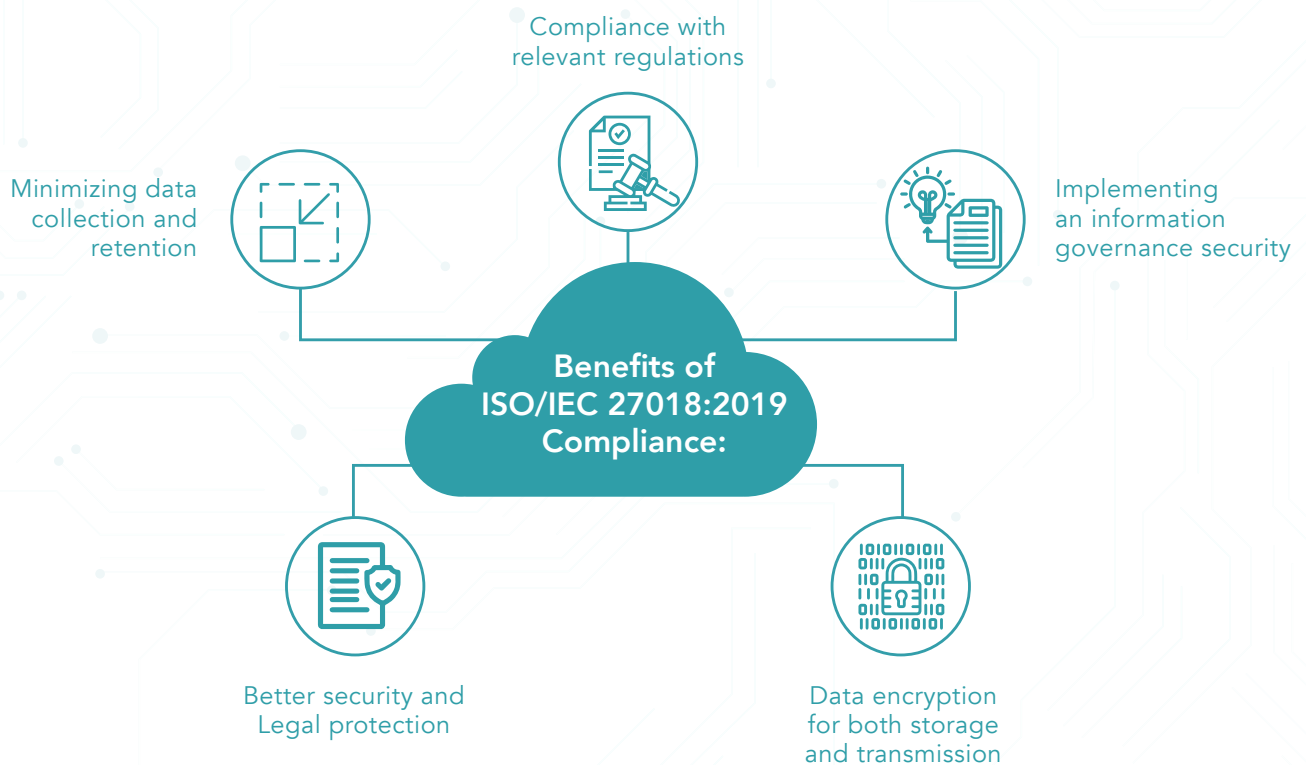 Compliance with
relevant regulations
Minimizing data
collection and
retention
Implementing
an information
governance security
Benefits of
ISO/IEC 27018:2019
Compliance:
Better security and
Legal protection
Data encryption
for both storage
and transmission